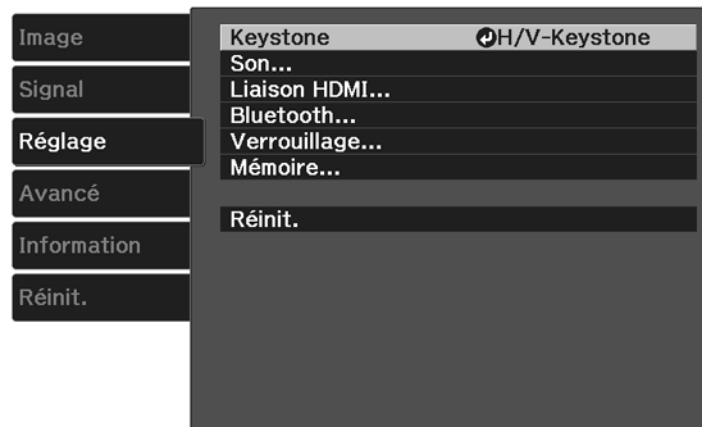 Image
Signal
Réglage
Avancé
Information
Réinit.
Keystone H/V-Keystone
Son...
Liaison HDMI...
Bluetooth...
Verrouillage...
Mémoire...
Réinit.